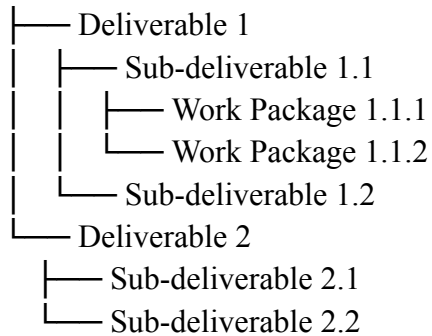 Deliverable 1
Sub-deliverable 1.1
Work Package 1.1.1
Work Package 1.1.2
Sub-deliverable 1.2
Deliverable 2
Sub-deliverable 2.1
Sub-deliverable 2.2